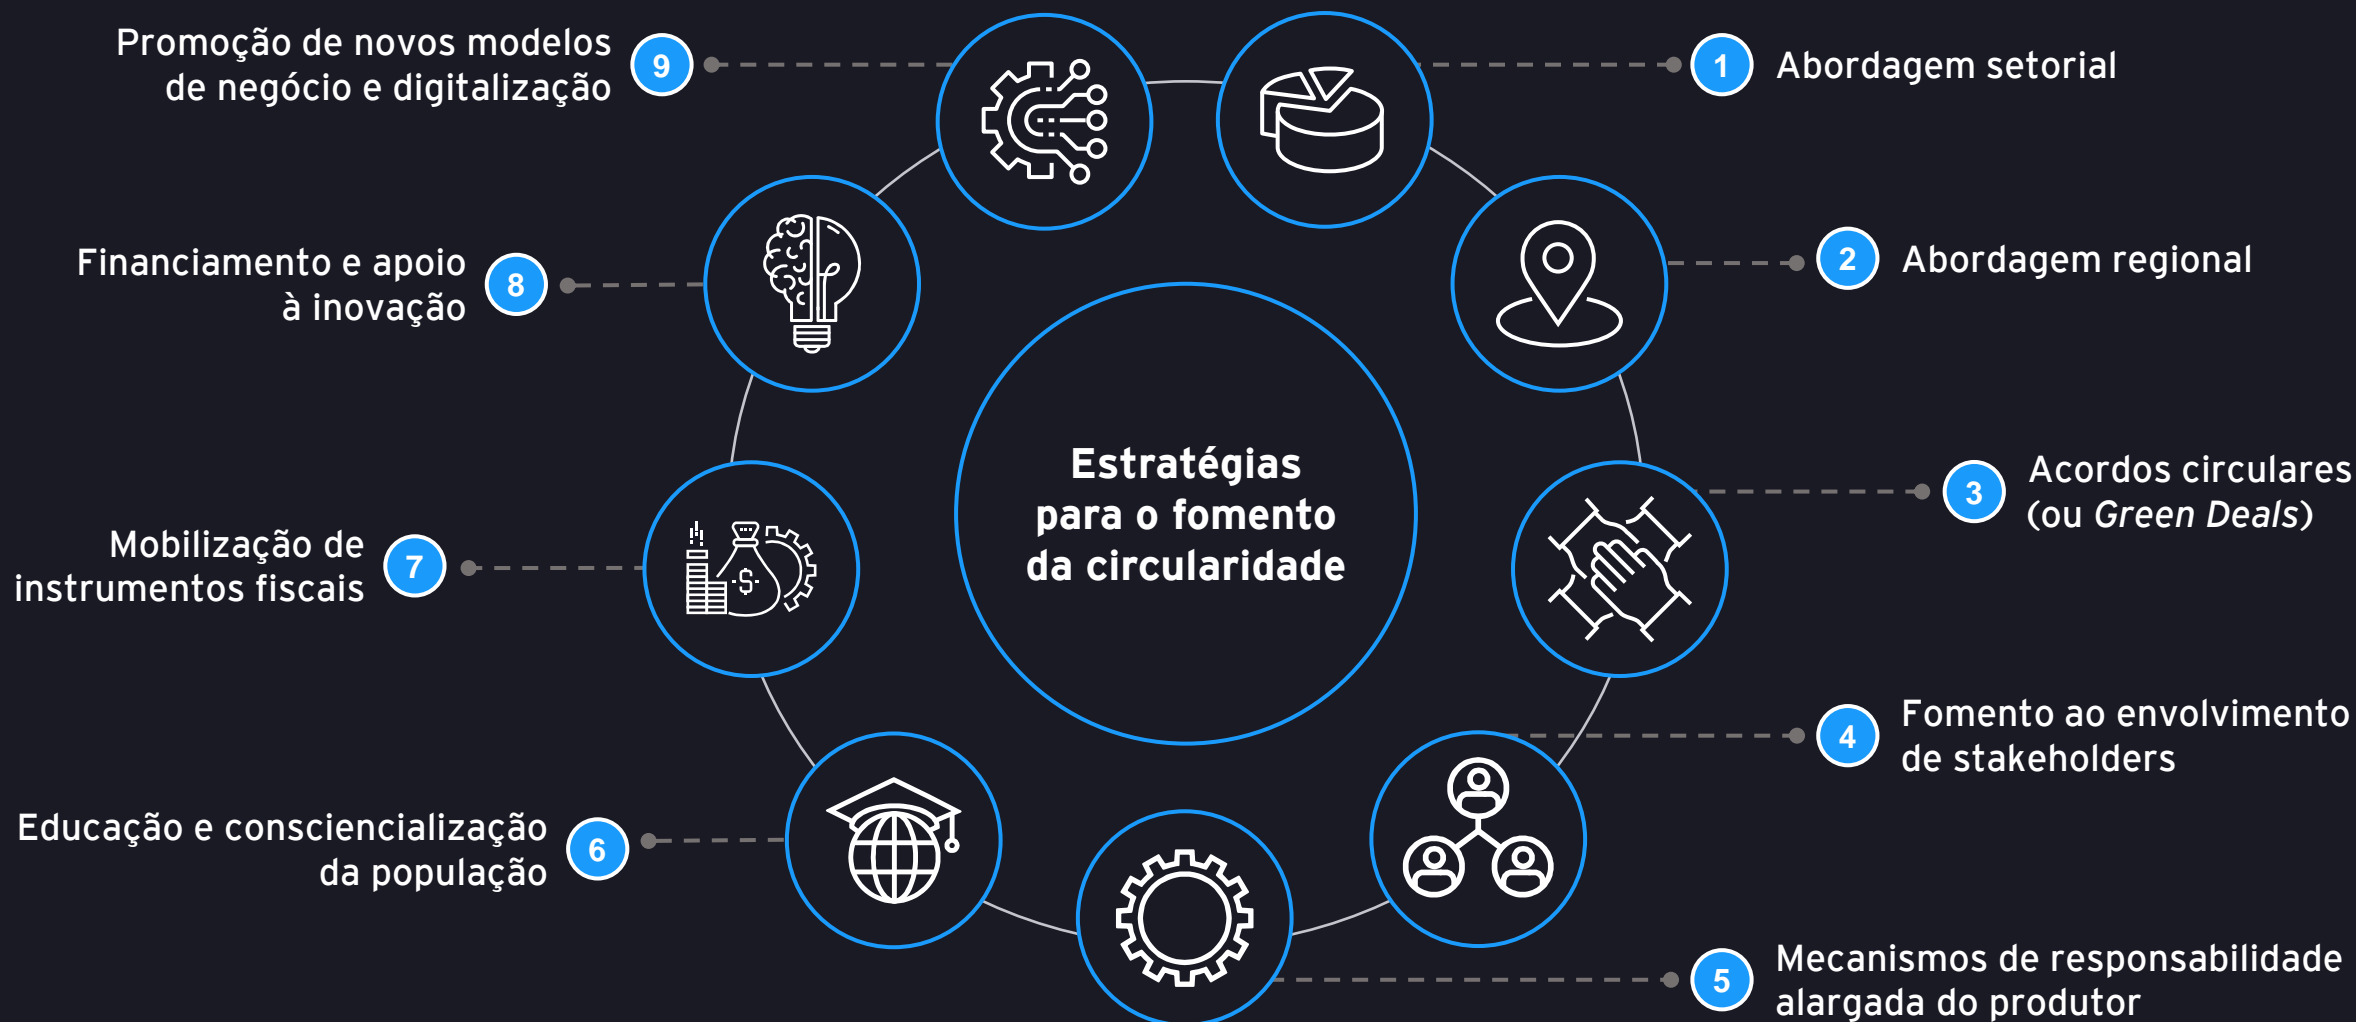 Estratégias
para o fomento
da circularidade
1
Abordagem setorial
2
Abordagem regional
3
Acordos circulares
(ou Green Deals)
4
Fomento ao envolvimento
de stakeholders
5
Mecanismos de responsabilidade
alargada do produtor
6
Educação e consciencialização
da população
7
Mobilização de
instrumentos fiscais
$
8
Financiamento e apoio
à inovação
9
Promoção de novos modelos
de negócio e digitalização